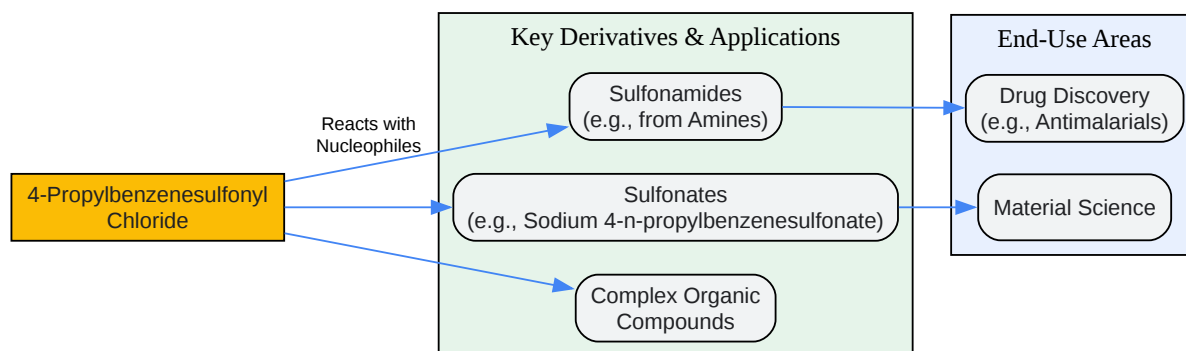 Key Derivatives & Applications
End-Use Areas
Sulfonamides
(e.g., from Amines)
Drug Discovery
(e.g., Antimalarials)
Reacts with
Nucleophiles
4-Propylbenzenesulfonyl
Chloride
Sulfonates
(e.g., Sodium 4-n-propylbenzenesulfonate)
Material Science
Complex Organic
Compounds